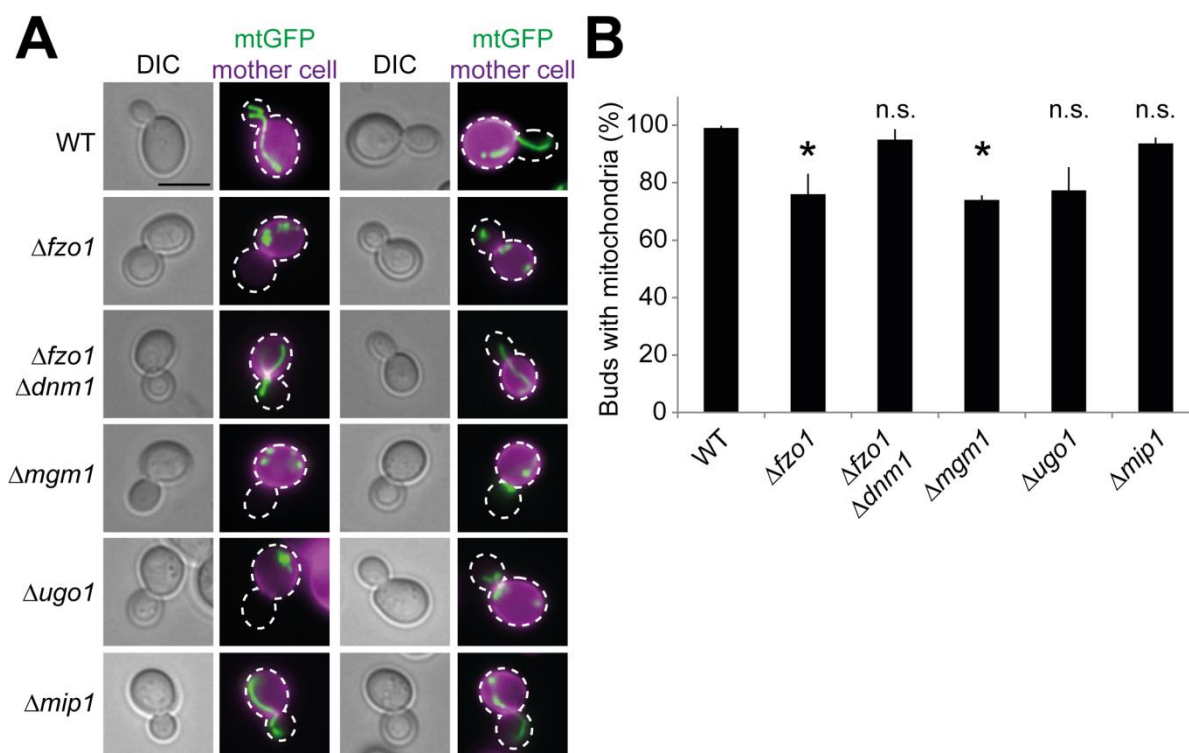 A
mtGFP
mtGFP
DIC
mother cell
DIC
mother cell
WT
Δfzo1
Δfzo1
Δdnm1
Δmgm1
Δugo1
Δmip1
B
Buds with mitochondria (%)
100
80
60
40
20
0
*
n.s.
*
n.s.
n.s.
WT
Δfzo1
Δfzo1
Δdnm1
Δmgm1
Δugo1
Δmip1